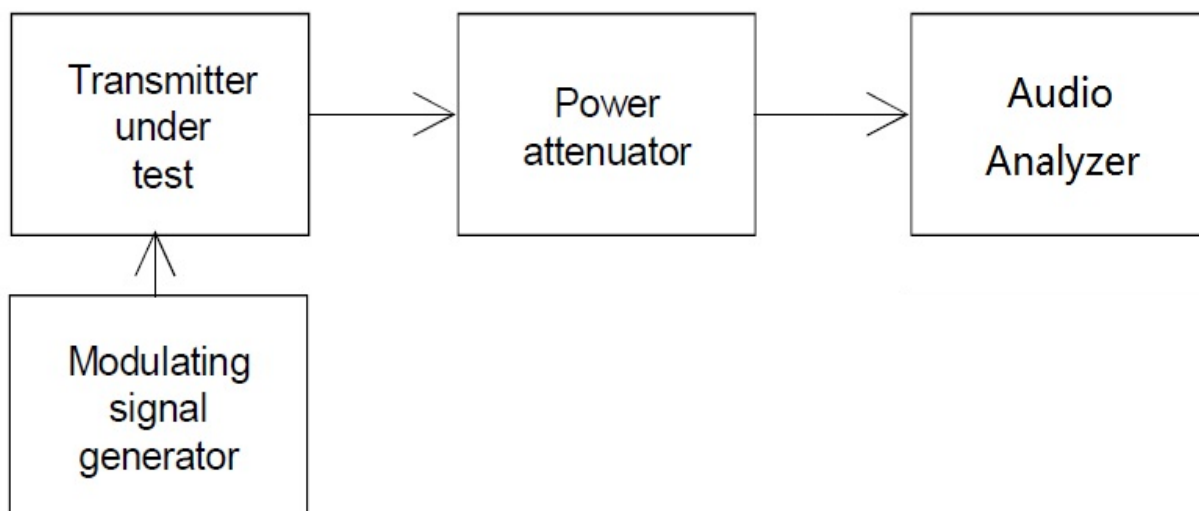 Transmitter
under
test
Power
attenuator
Audio
Analyzer
Modulating
signal
generator